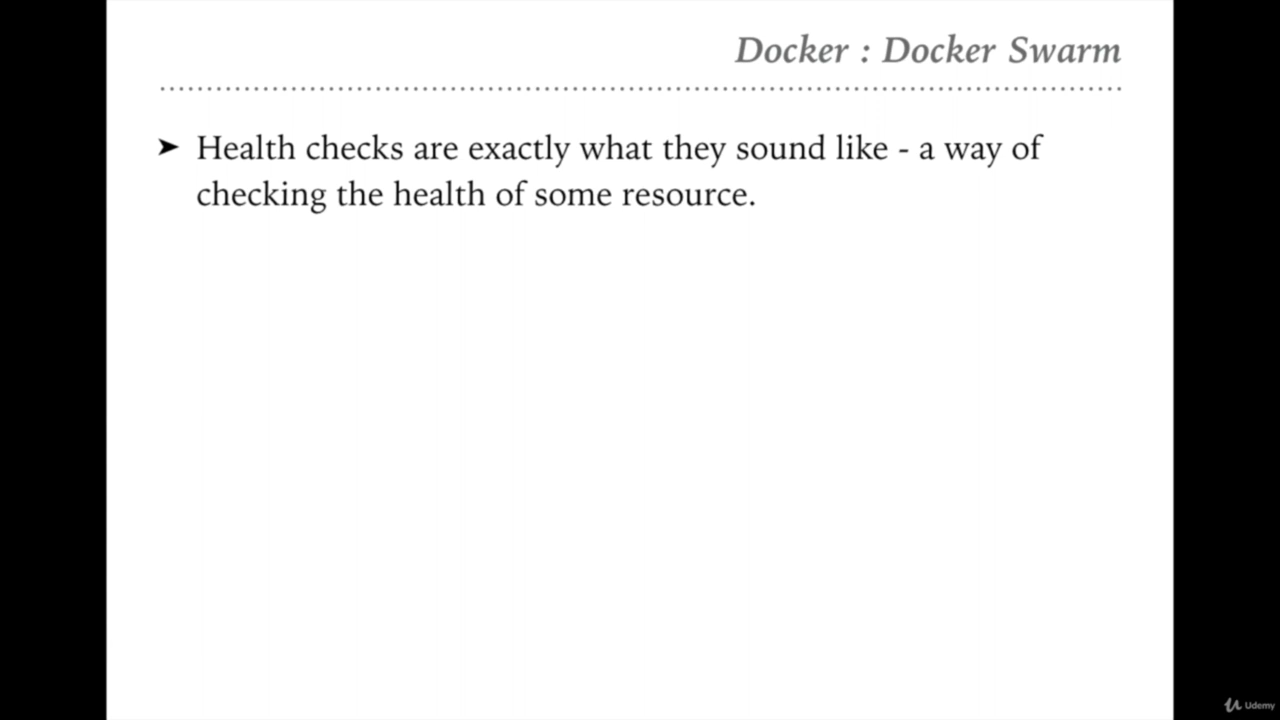 Docker : Docker Swarm
➤ Health checks are exactly what they sound like - a way of
checking the health of some resource.
Udemy